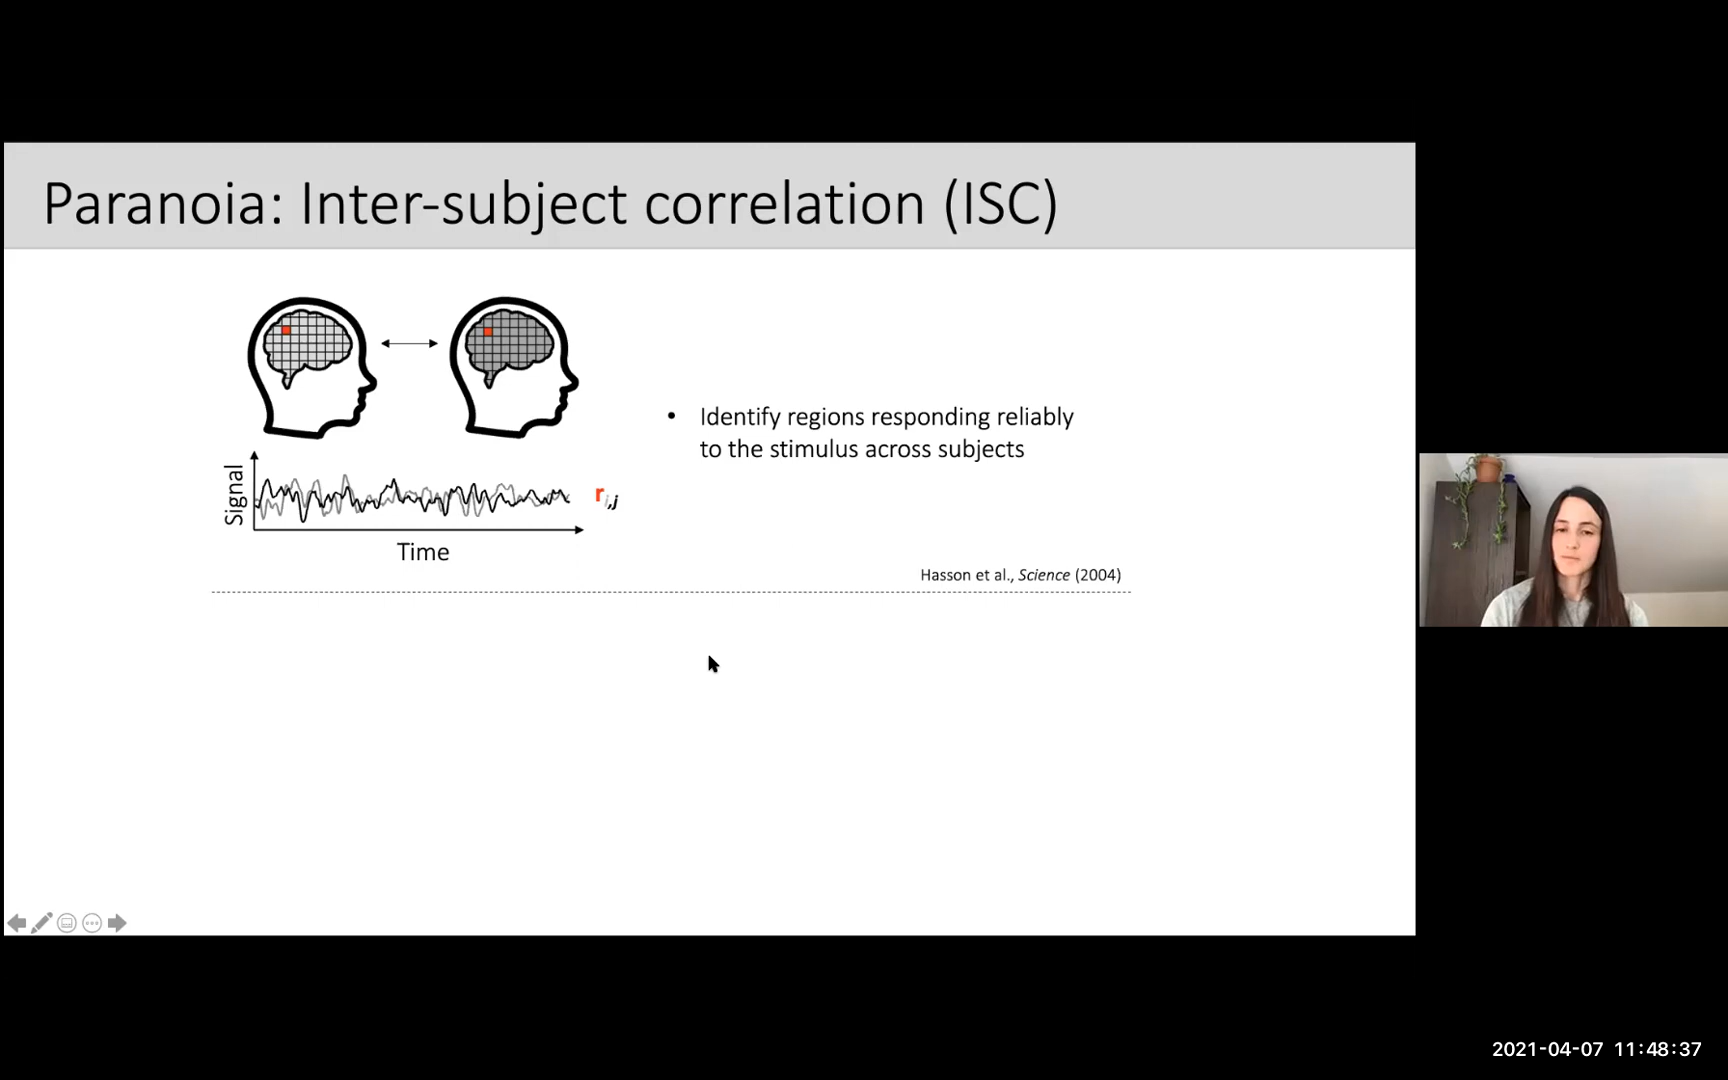 Paranoia: Inter-subject correlation (ISC)
• Identify regions responding reliably
to the stimulus across subjects
Signal
r i,j
Time
Hasson et al., Science (2004)
2021-04-07 11:48:37